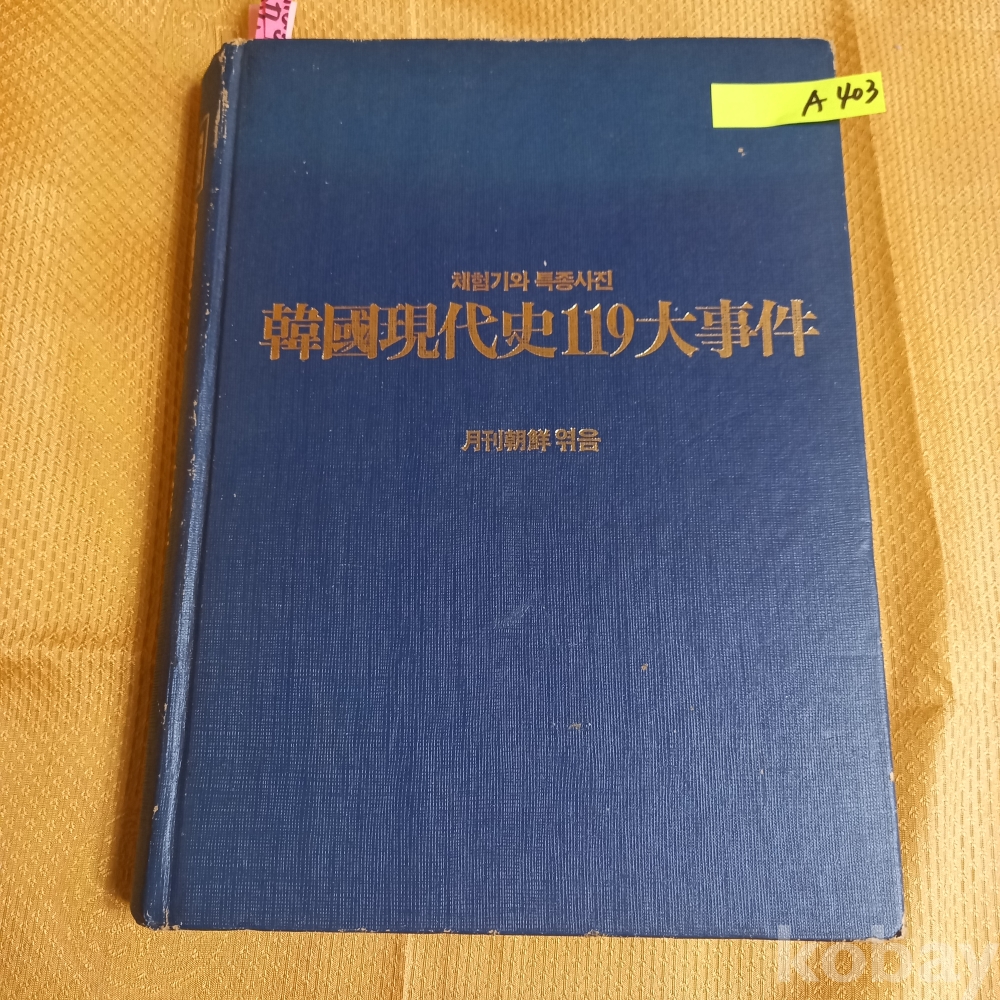 A 403
체험기와 특종사진
韓國現代史119大事件
月刊朝鮮 엮음
kobay